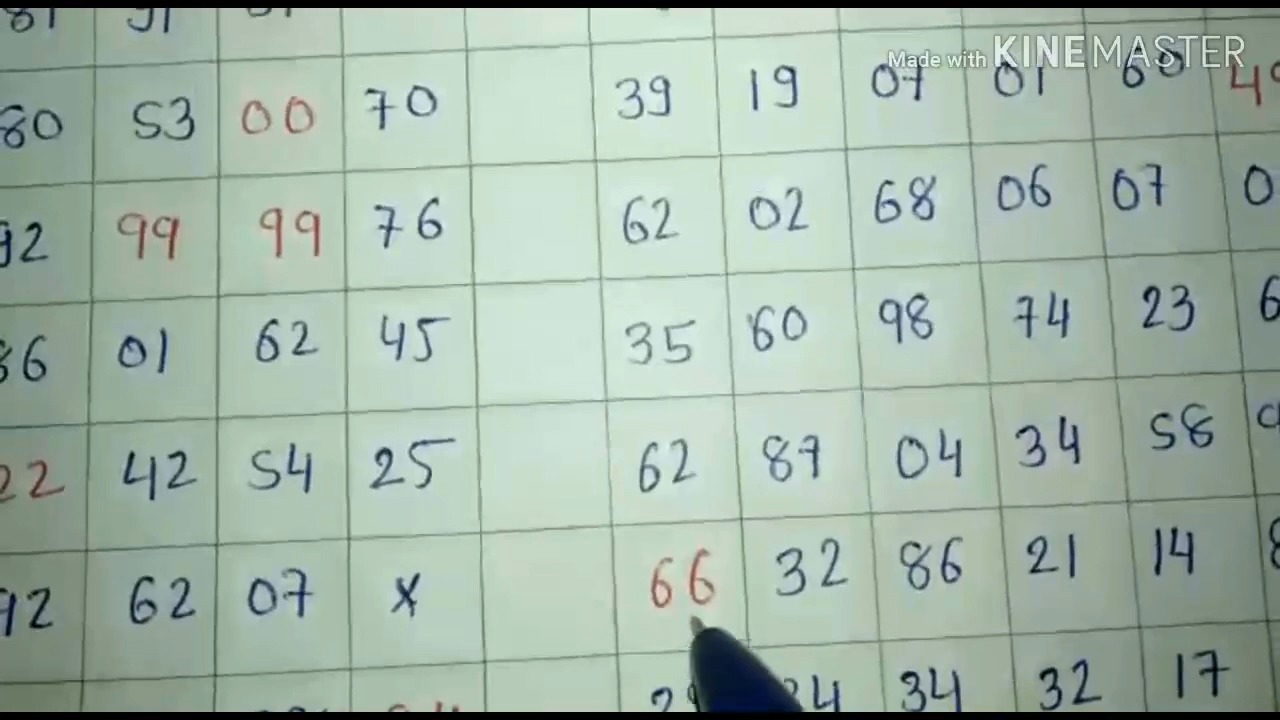 Made with KINEMASTER
80 53 00 70 39 19 07 01 60
92 99 99 76 62 02 68 06 07
86 01 62 45 35 60 98 74 23
22 42 54 25 62 87 04 34 58
62 07 x 66 32 86 21 14
34 32 17